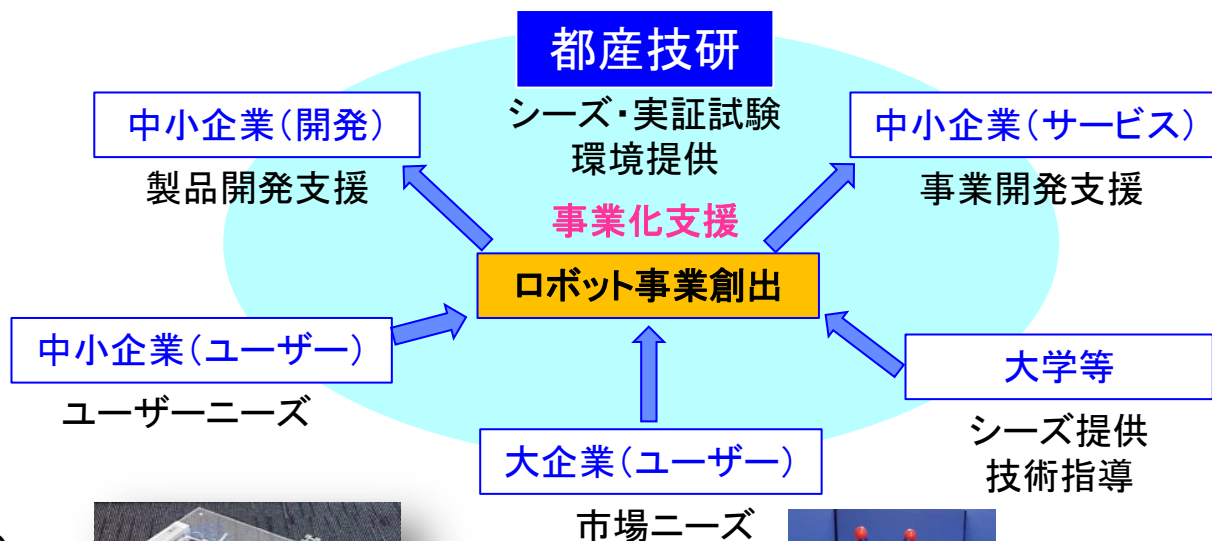 都産技研
シーズ・実証試験
環境提供
中小企業（開発）
製品開発支援
中小企業（サービス）
事業開発支援
事業化支援
ロボット事業創出
中小企業（ユーザー）
ユーザーニーズ
大学等
シーズ提供
技術指導
大企業（ユーザー）
市場ニーズ